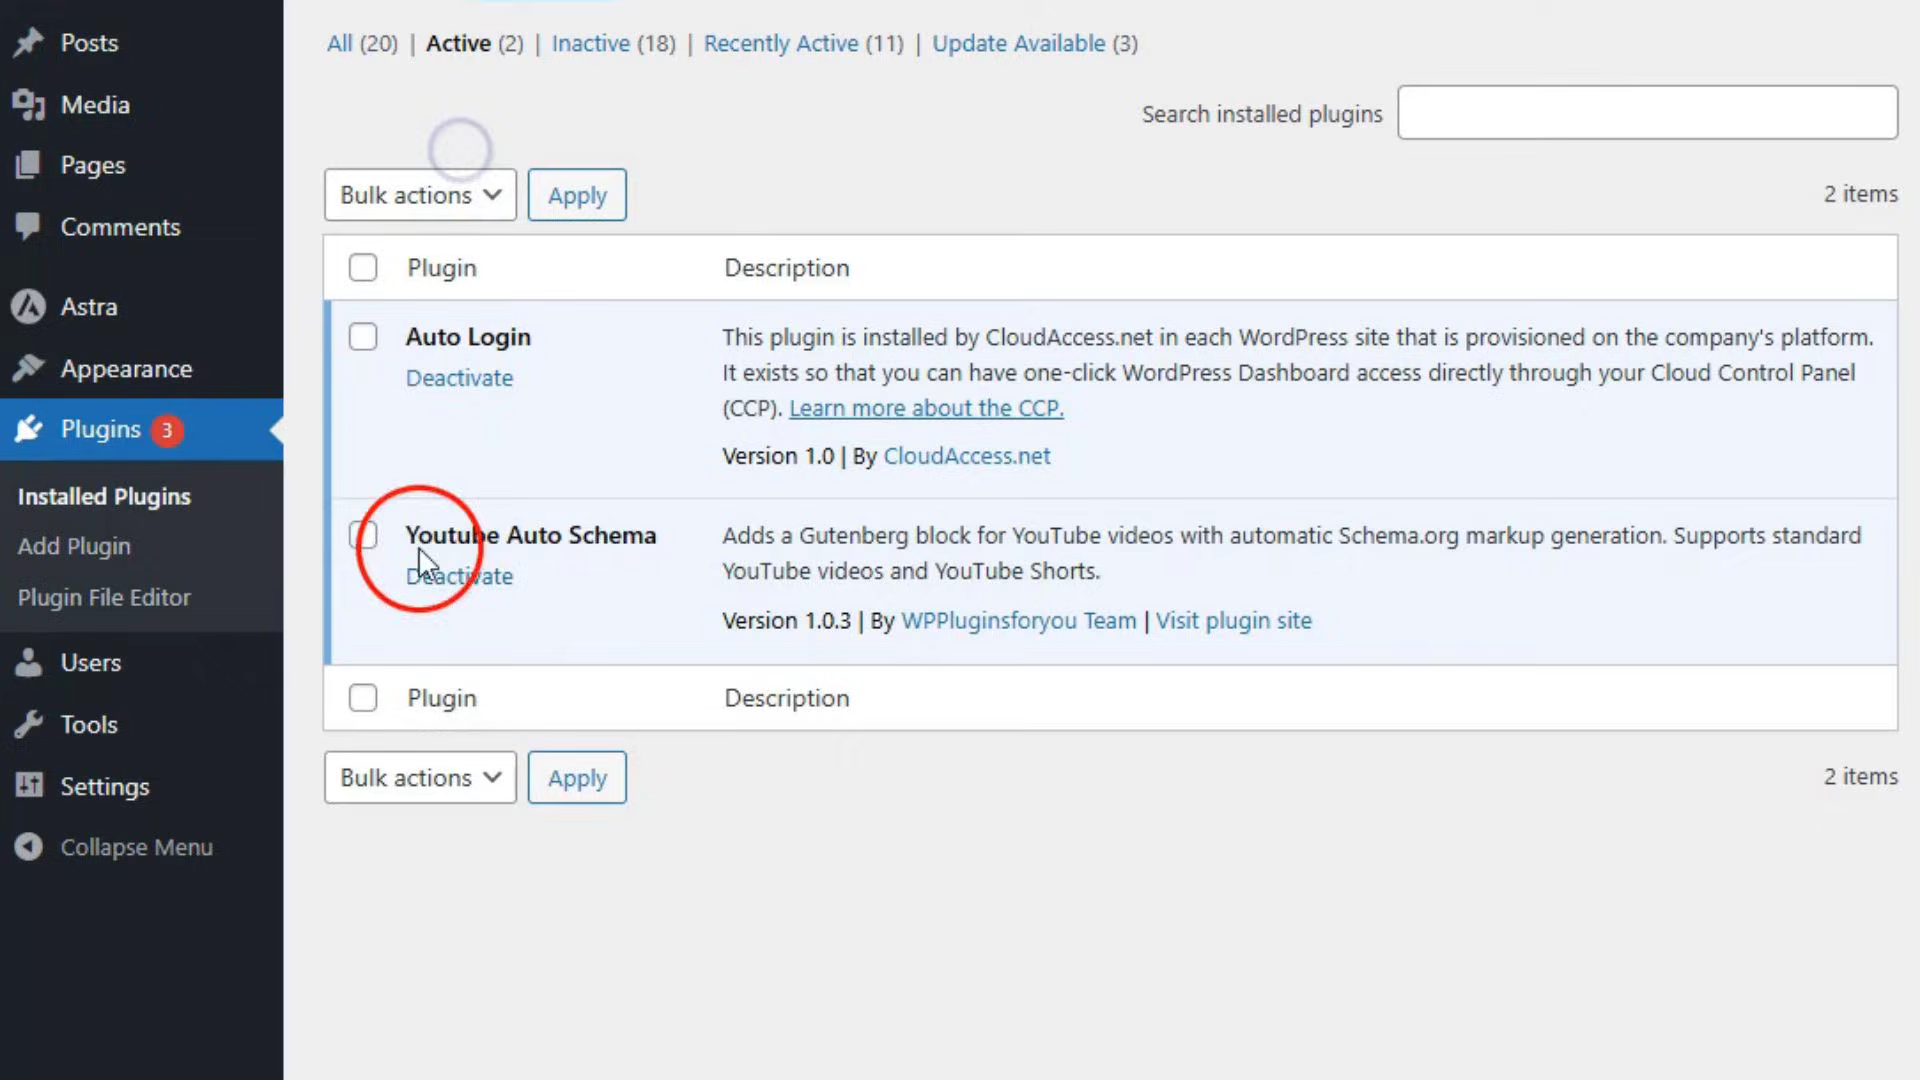 Posts
Media
Pages
Comments
Astra
Appearance
Plugins 3
Installed Plugins
Add Plugin
Plugin File Editor
Users
Tools
Settings
Collapse Menu
All (20) | Active (2) | Inactive (18) | Recently Active (11) | Update Available (3)
Search installed plugins
Bulk actions Apply 2 items
Plugin Description
Auto Login
Deactivate
This plugin is installed by CloudAccess.net in each WordPress site that is provisioned on the company's platform.
It exists so that you can have one-click WordPress Dashboard access directly through your Cloud Control Panel
(CCP). Learn more about the CCP.
Version 1.0 | By CloudAccess.net
Youtube Auto Schema
Deactivate
Adds a Gutenberg block for YouTube videos with automatic Schema.org markup generation. Supports standard
YouTube videos and YouTube Shorts.
Version 1.0.3 | By WPPluginsforyou Team | Visit plugin site
Plugin Description
Bulk actions Apply 2 items